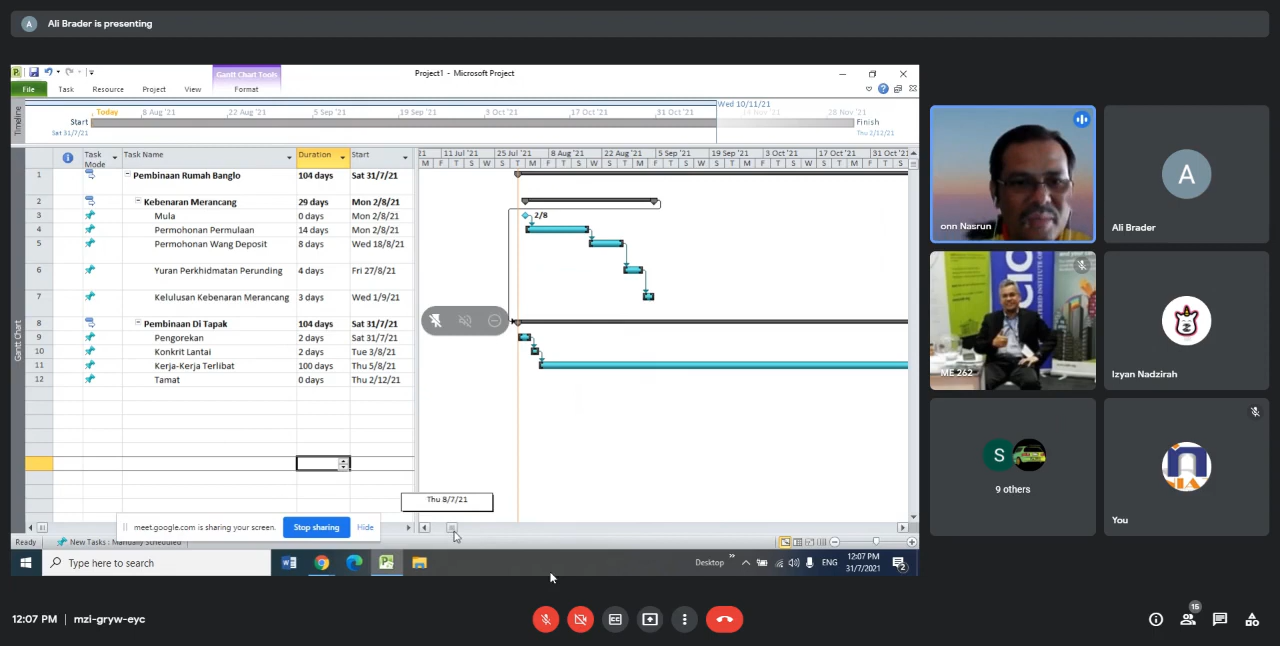 A Ali Brader is presenting
Gantt Chart Tools
Project1 - Microsoft Project
File Task Resource Project View Format
Timeline
Wed 10/11/21
Today 8 Aug '21 22 Aug '21 5 Sep '21 19 Sep '21 3 Oct '21 17 Oct '21 31 Oct '21 28 Nov '21
Start Finish
Sat 31/7/21 Thu 2/12/21
Task Mode Task Name Duration Start
21 11 Jul '21 25 Jul '21 8 Aug '21 22 Aug '21 5 Sep '21 19 Sep '21 3 Oct '21 17 Oct '21 31 Oct '21
M F T S W S T M F T S W S T M F T S W S T M F T S W S T M F T S
1 Pembinaan Rumah Banglo 104 days Sat 31/7/21
2 Kebenaran Merancang 29 days Mon 2/8/21
3 Mula 0 days Mon 2/8/21 2/8
4 Permohonan Permulaan 14 days Mon 2/8/21
5 Permohonan Wang Deposit 8 days Wed 18/8/21
6 Yuran Perkhidmatan Perunding 4 days Fri 27/8/21
7 Kelulusan Kebenaran Merancang 3 days Wed 1/9/21
8 Pembinaan Di Tapak 104 days Sat 31/7/21
9 Pengorekan 2 days Sat 31/7/21
10 Konkrit Lantai 2 days Tue 3/8/21
11 Kerja-Kerja Terlibat 100 days Thu 5/8/21
12 Tamat 0 days Thu 2/12/21
Gantt Chart
Thu 8/7/21
meet.google.com is sharing your screen. Stop sharing Hide
Ready New Tasks : Manually Scheduled
Type here to search
Desktop ENG 12:07 PM
31/7/2021
2
onn Nasrun
A
Ali Brader
ME 262
Izyan Nadzirah
S
9 others
You
12:07 PM | mzi-gryw-eyc
15